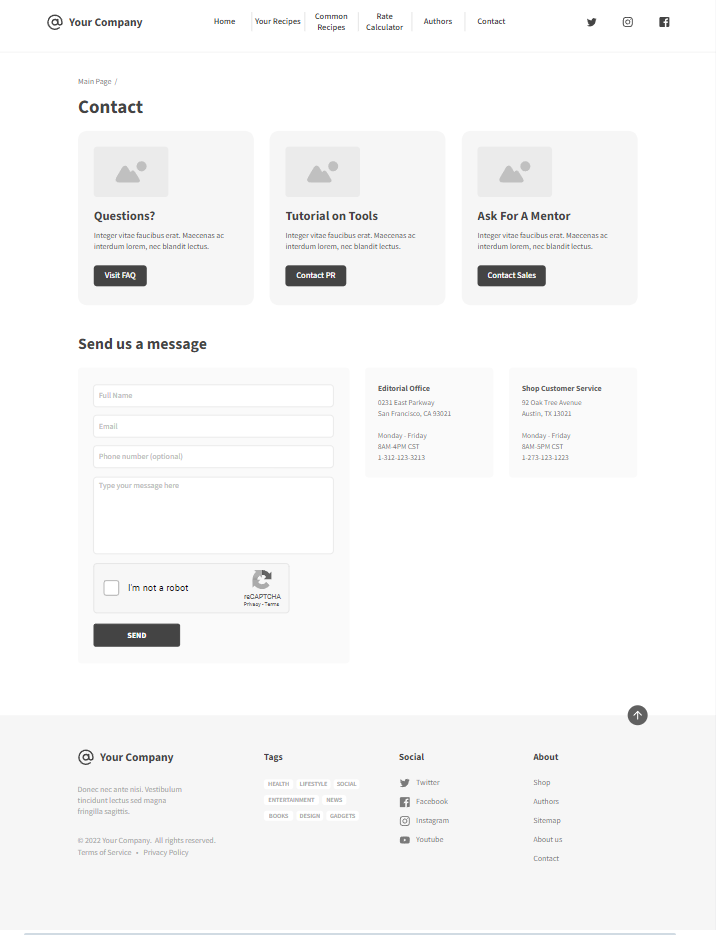 Your Company
Home
Your Recipes
Common
Recipes
Rate
Calculator
Authors
Contact
Main Page /
Contact
Questions?
Integer vitae faucibus erat. Maecenas ac
interdum lorem, nec blandit lectus.
Visit FAQ
Tutorial on Tools
Integer vitae faucibus erat. Maecenas ac
interdum lorem, nec blandit lectus.
Contact PR
Ask For A Mentor
Integer vitae faucibus erat. Maecenas ac
interdum lorem, nec blandit lectus.
Contact Sales
Send us a message
Full Name
Email
Phone number (optional)
Type your message here
I'm not a robot
reCAPTCHA
Privacy - Terms
SEND
Editorial Office
0231 East Parkway
San Francisco, CA 93021
Monday - Friday
8AM-4PM CST
1-312-123-3213
Shop Customer Service
92 Oak Tree Avenue
Austin, TX 13021
Monday - Friday
8AM-5PM CST
1-273-123-1223
Your Company
Donec nec ante nisi. Vestibulum
tincidunt lectus sed magna
fringilla sagittis.
© 2022 Your Company. All rights reserved.
Terms of Service • Privacy Policy
Tags
HEALTH LIFESTYLE SOCIAL
ENTERTAINMENT NEWS
BOOKS DESIGN GADGETS
Social
Twitter
Facebook
Instagram
Youtube
About
Shop
Authors
Sitemap
About us
Contact